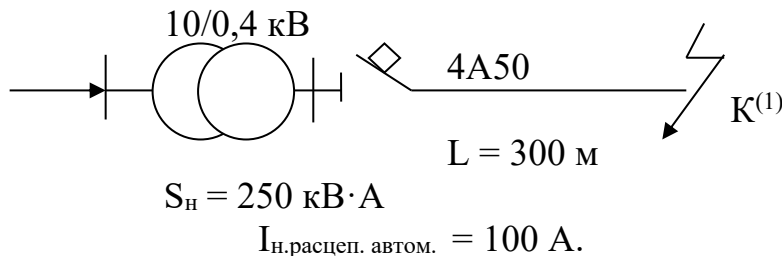 10/0,4 кВ
4А50
К⁽¹⁾
L = 300 м
Sн = 250 кВ·А
Iн.расцеп. автом. = 100 А.